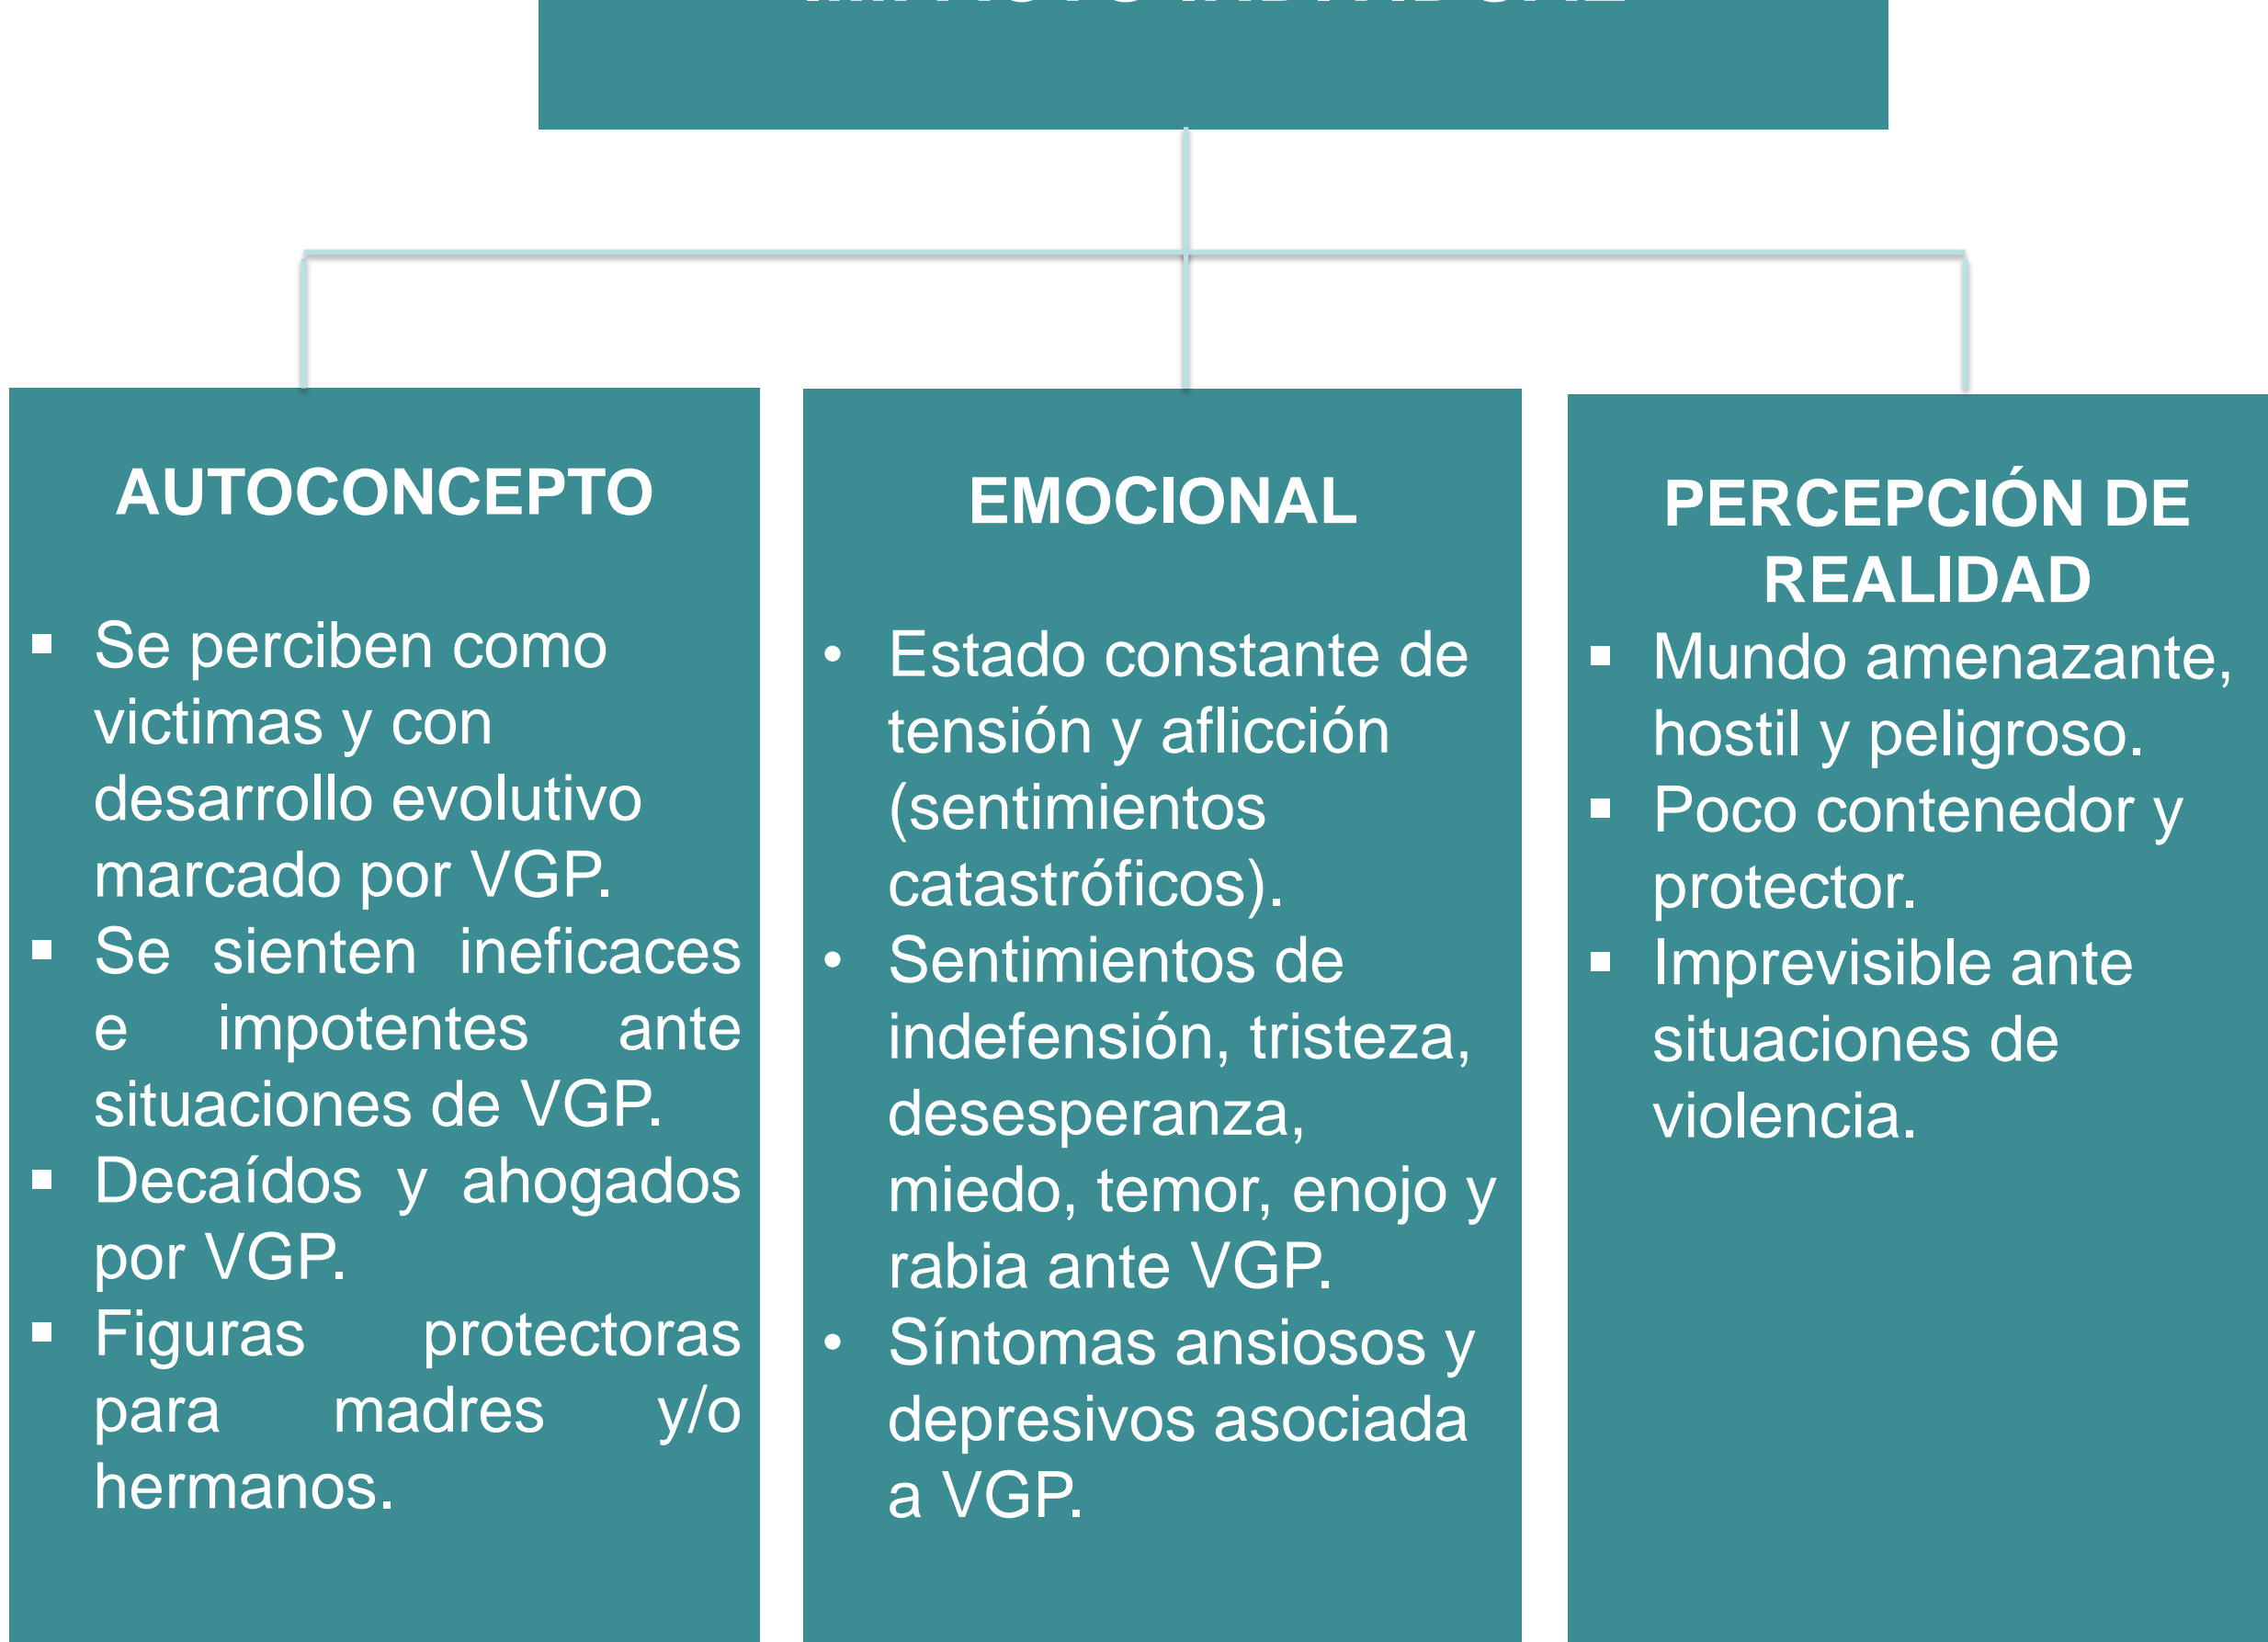 AUTOCONCEPTO
Se perciben como
victimas y con
desarrollo evolutivo
marcado por VGP.
Se sienten ineficaces
e impotentes ante
situaciones de VGP.
Decaídos y ahogados
por VGP.
Figuras protectoras
para madres y/o
hermanos.
EMOCIONAL
Estado constante de
tensión y aflicción
(sentimientos
catastróficos).
Sentimientos de
indefensión, tristeza,
desesperanza,
miedo, temor, enojo y
rabia ante VGP.
Síntomas ansiosos y
depresivos asociada
a VGP.
PERCEPCIÓN DE
REALIDAD
Mundo amenazante,
hostil y peligroso.
Poco contenedor y
protector.
Imprevisible ante
situaciones de
violencia.